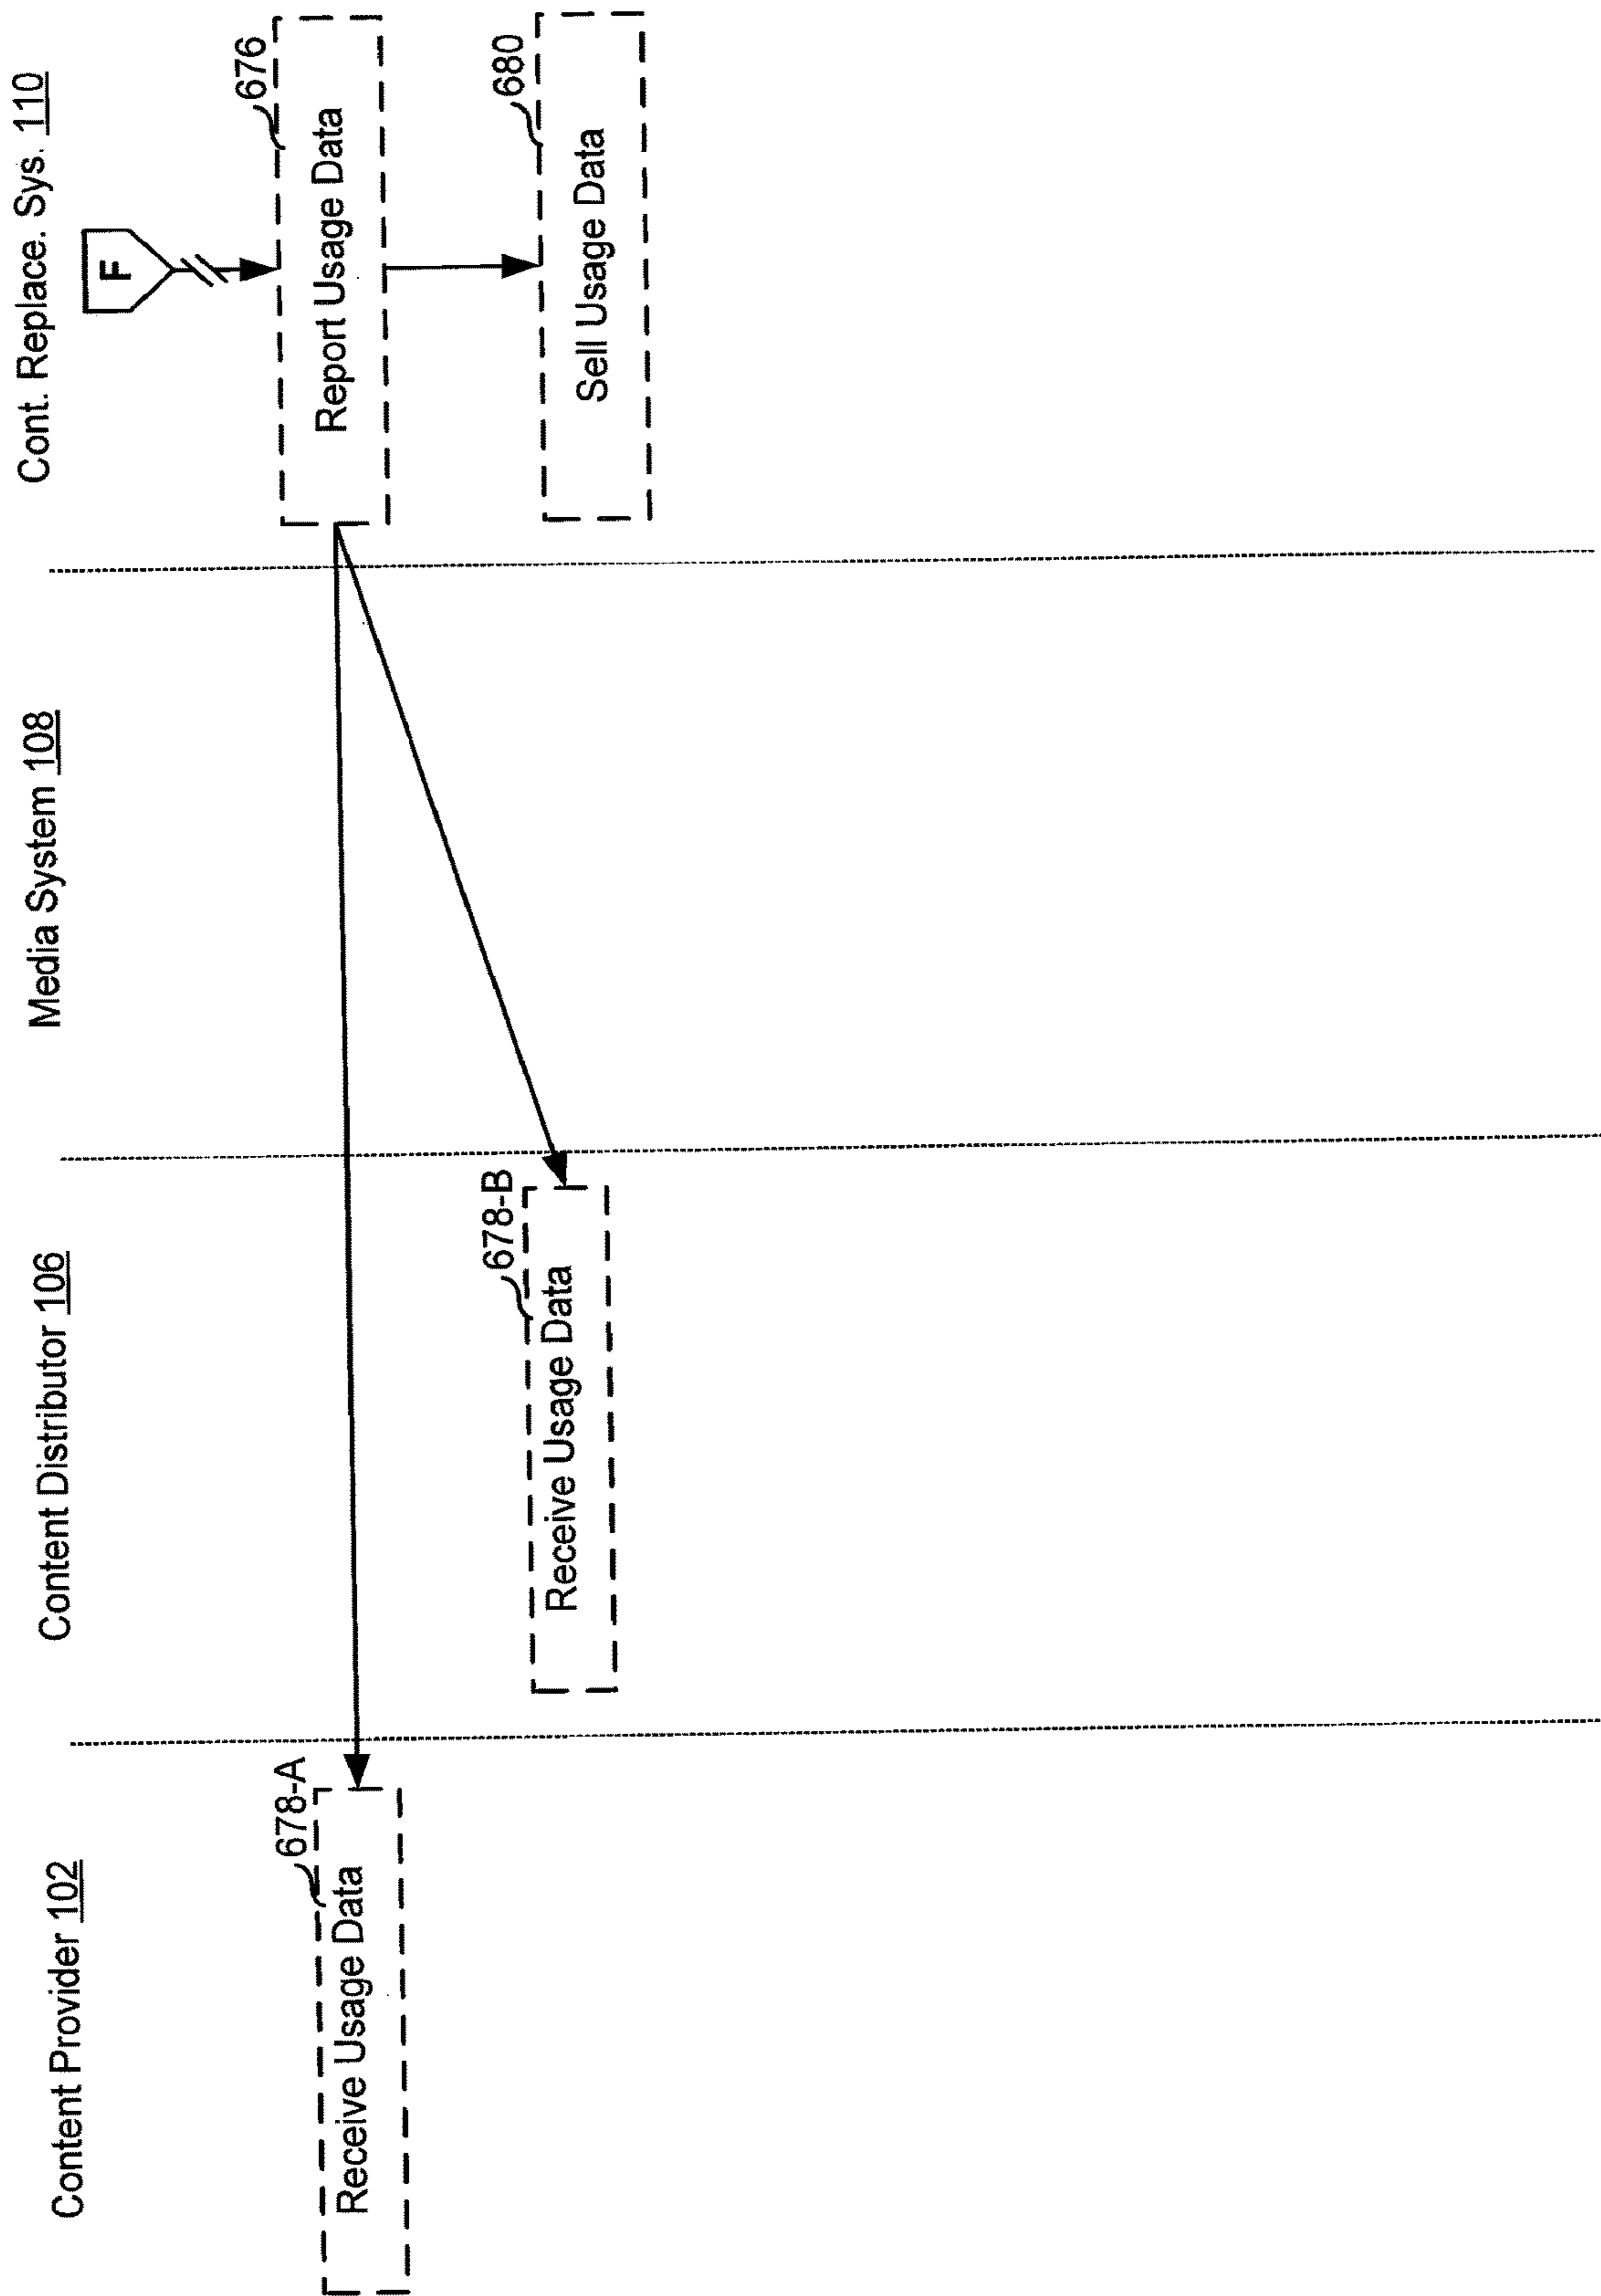 Content Provider 102
Content Distributor 106
Media System 108
Cont. Replace. Sys. 110
F
676
Report Usage Data
678-A
Receive Usage Data
678-B
Receive Usage Data
680
Sell Usage Data